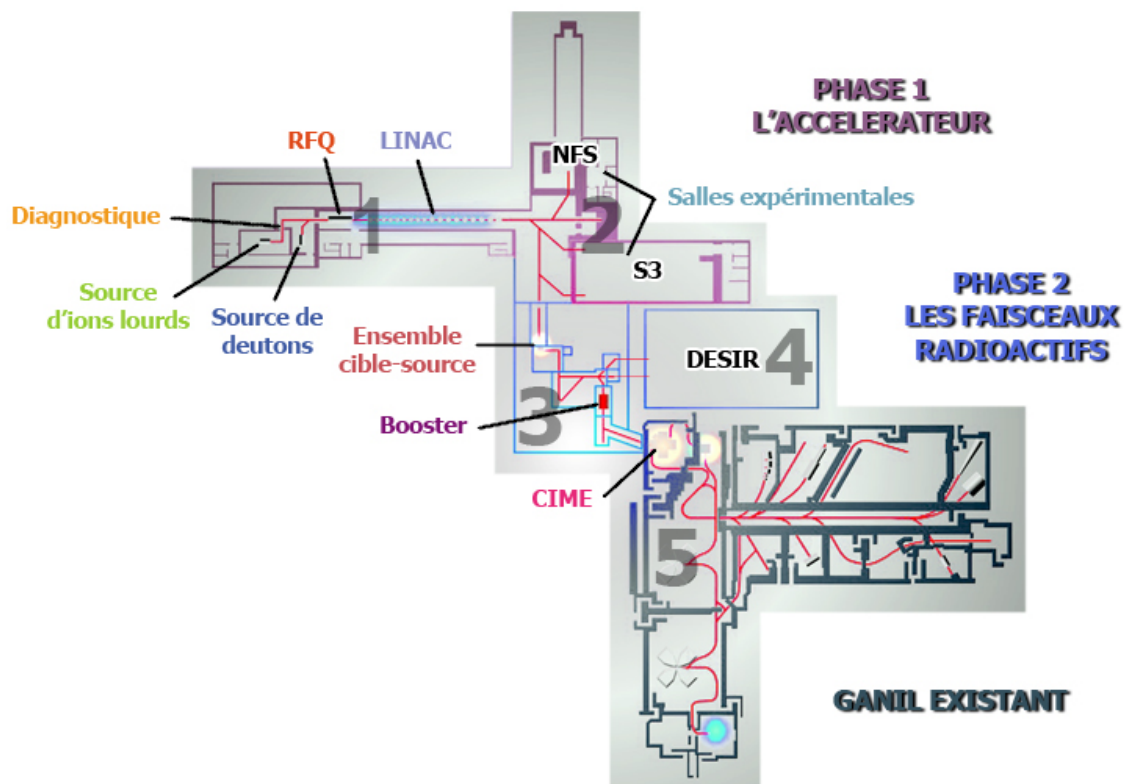 PHASE 1
L'ACCELERATEUR
RFQ
LINAC
NFS
Salles expérimentales
Diagnostique
1
2
S3
Source
d'ions lourds
Source de
deutons
PHASE 2
LES FAISCEAUX
RADIOACTIFS
Ensemble
cible-source
DESIR
4
3
Booster
CIME
5
GANIL EXISTANT